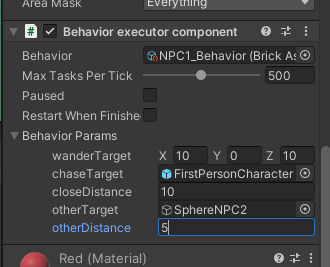 Area Mask Everything
# Behavior executor component
Behavior NPC1_Behavior (Brick As
Max Tasks Per Tick 500
Paused
Restart When Finishe
Behavior Params
wanderTarget X 10 Y 0 Z 10
chaseTarget FirstPersonCharacter
closeDistance 10
otherTarget SphereNPC2
otherDistance 5
Red (Material)